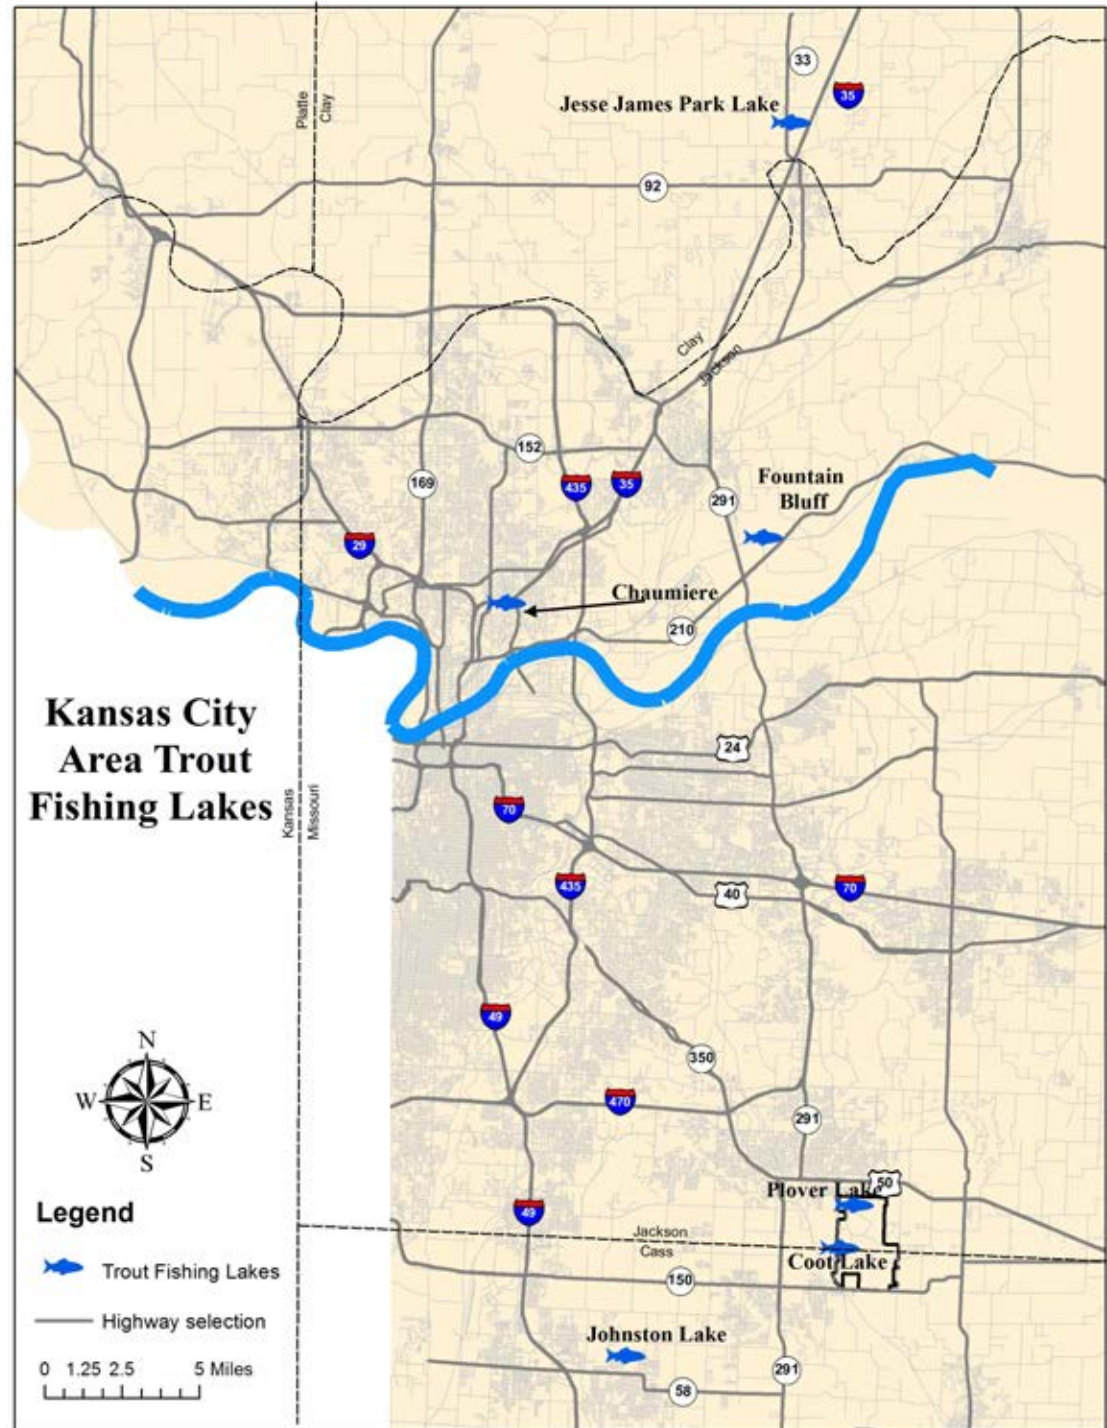 33
35
Jesse James Park Lake
Platte
Clay
92
Clay
Jackson
152
169
435
35
Fountain
Bluff
291
29
Chaumiere
210
Kansas City
Area Trout
Fishing Lakes
24
Kansas
Missouri
70
435
40
70
49
350
N
W E
S
470
291
50
Plover Lake
Legend
49
Jackson
Cass
Coot Lake
Trout Fishing Lakes
150
Highway selection
Johnston Lake
0 1.25 2.5 5 Miles
291
58